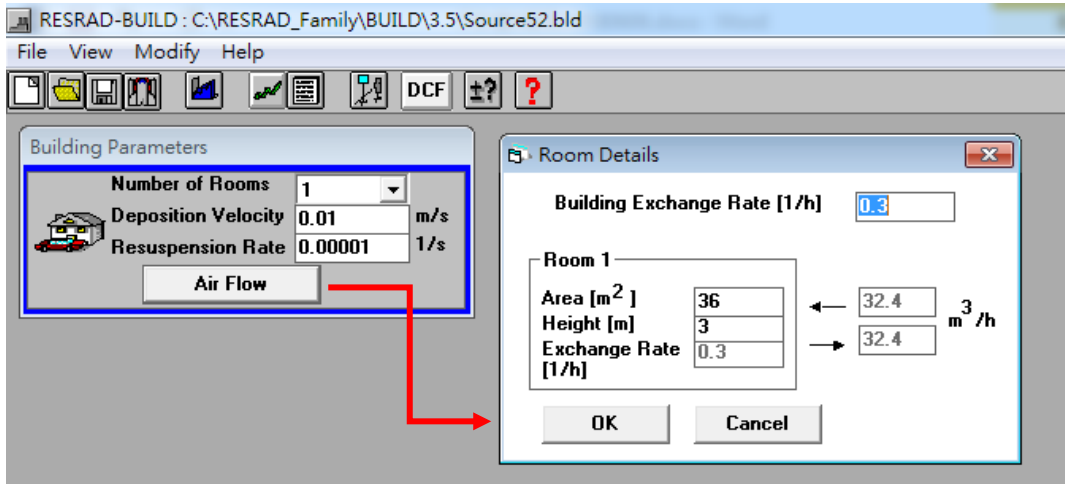 RESRAD-BUILD : C:\RESRAD_Family\BUILD\3.5\Source52.bld
File View Modify Help
DCF ±? ?
Building Parameters
Number of Rooms 1
Deposition Velocity 0.01 m/s
Resuspension Rate 0.00001 1/s
Air Flow
Room Details
Building Exchange Rate [1/h] 0.3
Room 1
Area [m2 ] 36 32.4
Height [m] 3 m3/h
Exchange Rate 0.3 32.4
[1/h]
OK Cancel